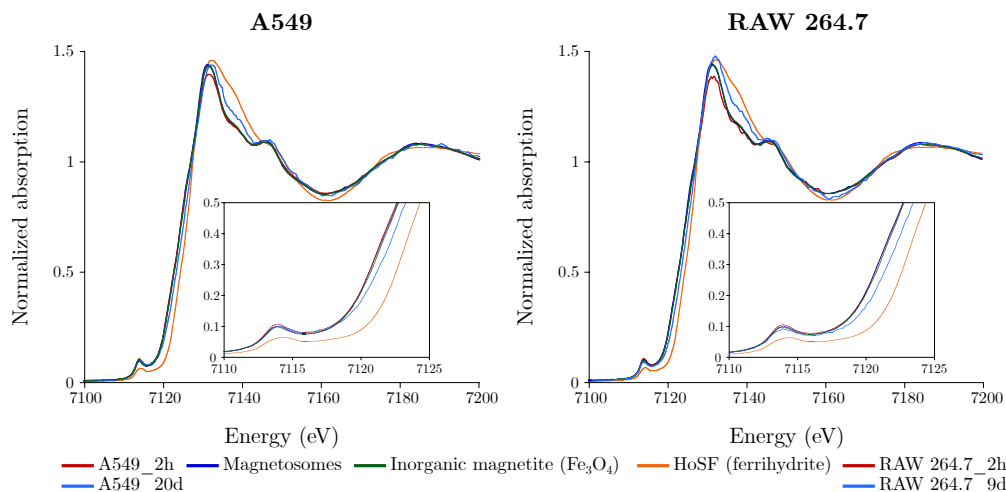 A549
RAW 264.7
Normalized absorption
1.5
1
0.5
0
0.5
0.4
0.3
0.2
0.1
0
7110 7115 7120 7125
7100 7120 7140 7160 7180 7200
Energy (eV)
Normalized absorption
1.5
1
0.5
0
0.5
0.4
0.3
0.2
0.1
0
7110 7115 7120 7125
7100 7120 7140 7160 7180 7200
Energy (eV)
A549_2h Magnetosomes Inorganic magnetite (Fe₃O₄) HoSF (ferrihydrite) RAW 264.7_2h
A549_20d RAW 264.7_9d